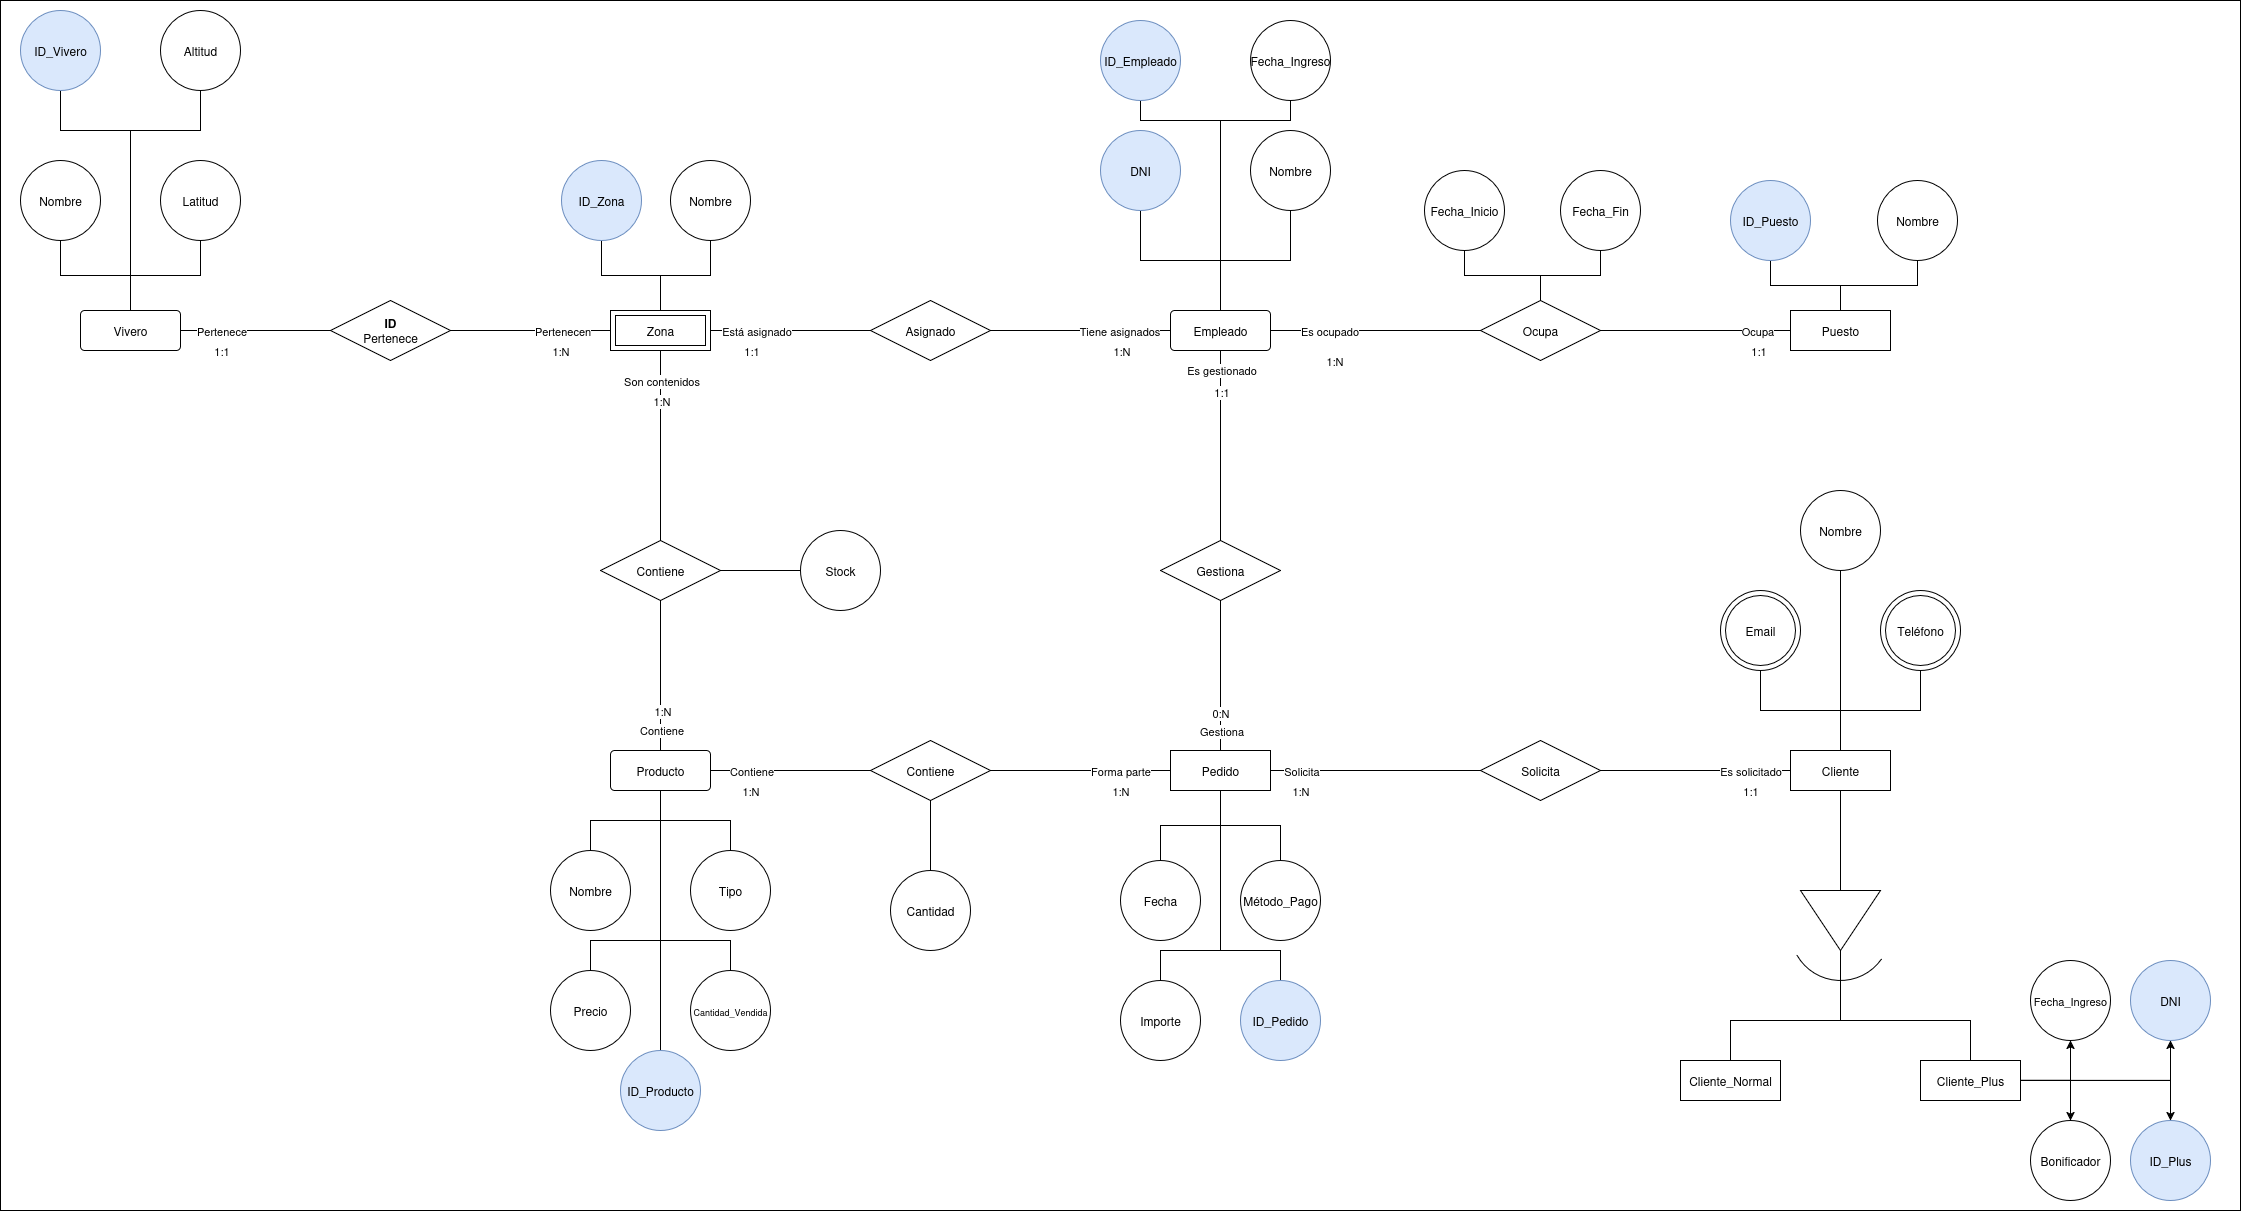 ID_Vivero
Altitud
ID_Empleado
Fecha_Ingreso
Nombre
Latitud
ID_Zona
Nombre
DNI
Nombre
Fecha_Inicio
Fecha_Fin
ID_Puesto
Nombre
Vivero
Pertenece
1:1
ID
Pertenece
Pertenecen
1:N
Zona
Está asignado
1:1
Asignado
Tiene asignados
1:N
Empleado
Es ocupado
1:N
Ocupa
Ocupa
1:1
Puesto
Son contenidos
1:N
Es gestionado
1:1
Contiene
Stock
Gestiona
Nombre
Email
Teléfono
1:N
Contiene
0:N
Gestiona
Producto
Contiene
1:N
Contiene
Forma parte
1:N
Pedido
Solicita
1:N
Solicita
Es solicitado
1:1
Cliente
Nombre
Tipo
Cantidad
Fecha
Método_Pago
Precio
Cantidad_Vendida
Importe
ID_Pedido
ID_Producto
Cliente_Normal
Cliente_Plus
Fecha_Ingreso
DNI
Bonificador
ID_Plus